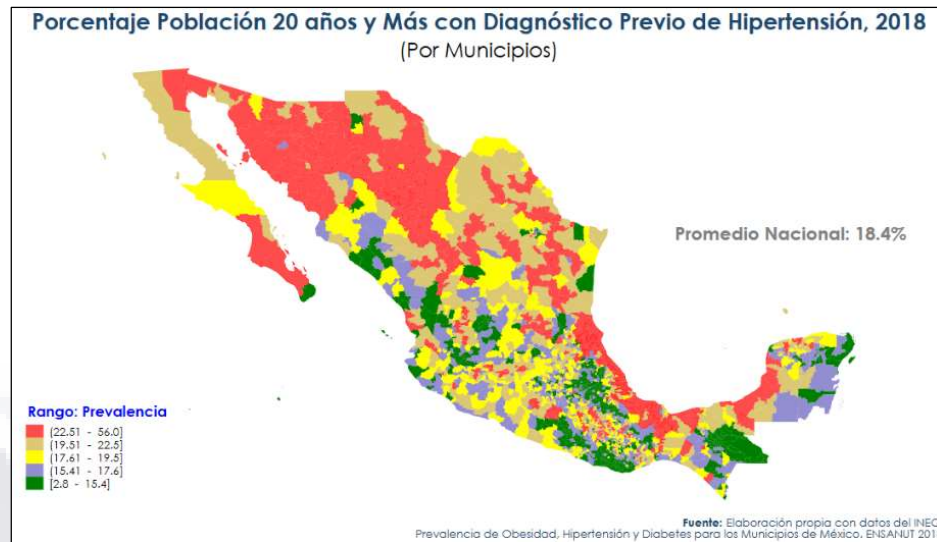 Porcentaje Población 20 años y Más con Diagnóstico Previo de Hipertensión, 2018
(Por Municipios)
Promedio Nacional: 18.4%
Rango: Prevalencia
(22.51 - 56.0]
(19.51 - 22.5]
(17.61 - 19.5]
(15.41 - 17.6]
[2.8 - 15.4]
Fuente: Elaboración propia con datos del INEG
Prevalencia de Obesidad, Hipertensión y Diabetes para los Municipios de México. ENSANUT 201